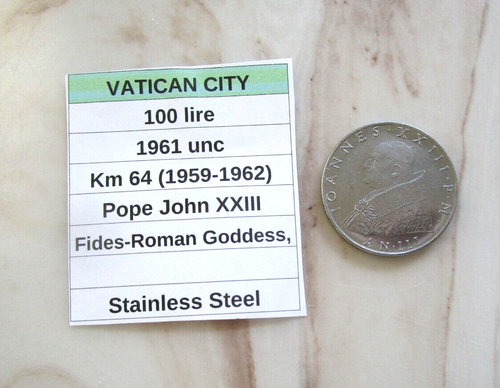 VATICAN CITY
100 lire
1961 unc
Km 64 (1959-1962)
Pope John XXIII
Fides-Roman Goddess,
Stainless Steel
IOANNES·XXIII·P·M
AN·III